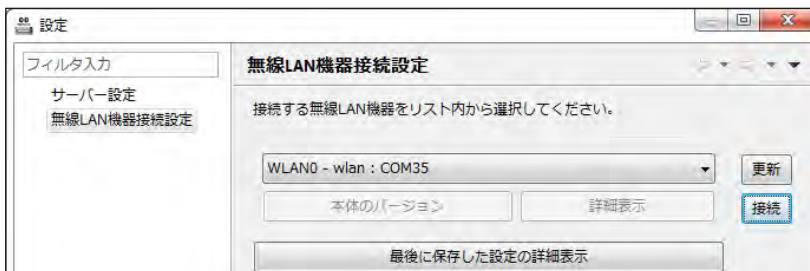 設定
フィルタ入力
サーバー設定
無線LAN機器接続設定
無線LAN機器接続設定
接続する無線LAN機器をリスト内から選択してください。
WLAN0 - wlan : COM35
更新
本体のバージョン
詳細表示
接続
最後に保存した設定の詳細表示